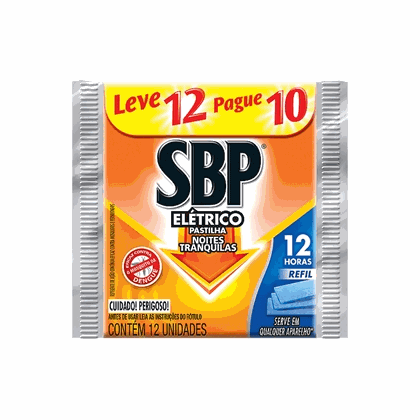 Leve 12 Pague 10
SBP®
ELÉTRICO
PASTILHA
NOITES
TRANQUILAS
12
HORAS
REFIL
DENGUE
CUIDADO! PERIGOSO!
ANTES DE USAR LEIA AS INSTRUÇÕES DO RÓTULO
CONTÉM 12 UNIDADES
SERVE EM
QUALQUER APARELHO*